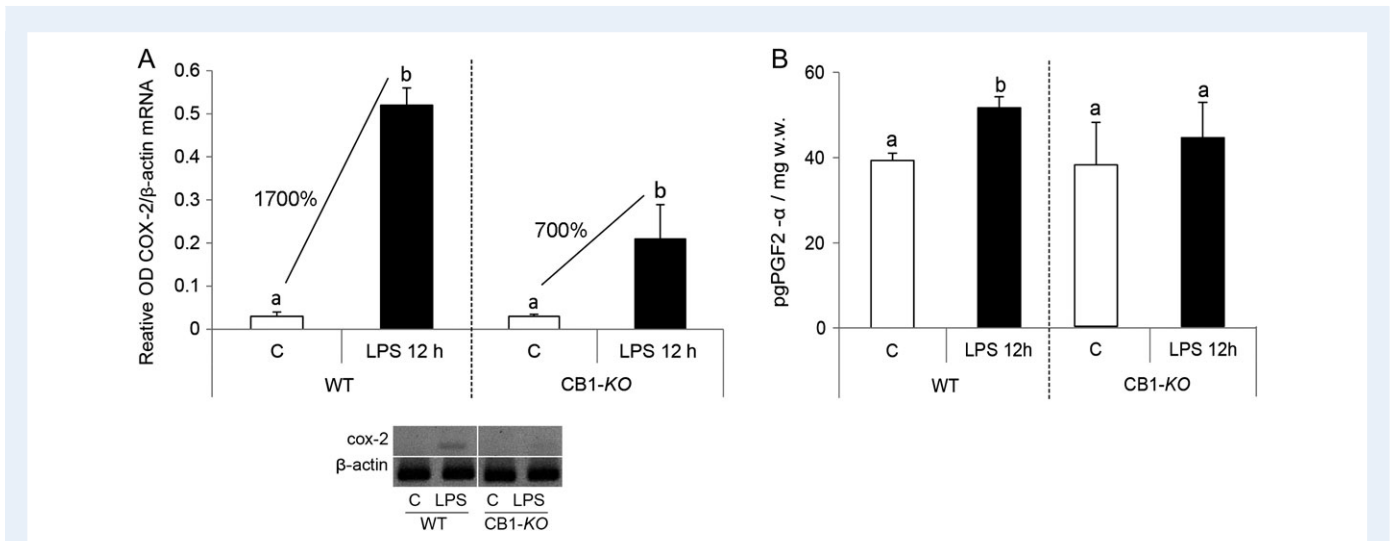 A
Reative OD COX-2/β-actin mRNA
0.6
0.5
0.4
0.3
0.2
0.1
0
1700%
700%
a
b
a
b
C
LPS 12 h
C
LPS 12 h
WT
CB1-KO
cox-2
β-actin
C LPS C LPS
WT CB1-KO
B
pgPGF2 -α / mg w.w.
60
40
20
0
a
b
a
a
C
LPS 12h
C
LPS 12h
WT
CB1-KO